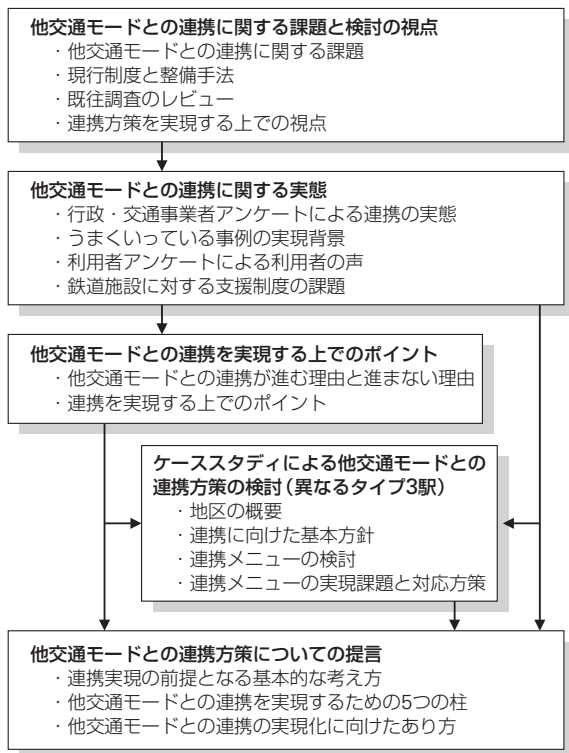 他交通モードとの連携に関する課題と検討の視点
・他交通モードとの連携に関する課題
・現行制度と整備手法
・既往調査のレビュー
・連携方策を実現する上での視点
他交通モードとの連携に関する実態
・行政・交通事業者アンケートによる連携の実態
・うまくいっている事例の実現背景
・利用者アンケートによる利用者の声
・鉄道施設に対する支援制度の課題
他交通モードとの連携を実現する上でのポイント
・他交通モードとの連携が進む理由と進まない理由
・連携を実現する上でのポイント
ケーススタディによる他交通モードとの
連携方策の検討（異なるタイプ3駅）
・地区の概要
・連携に向けた基本方針
・連携メニューの検討
・連携メニューの実現課題と対応方策
他交通モードとの連携方策についての提言
・連携実現の前提となる基本的な考え方
・他交通モードとの連携を実現するための5つの柱
・他交通モードとの連携の実現化に向けたあり方